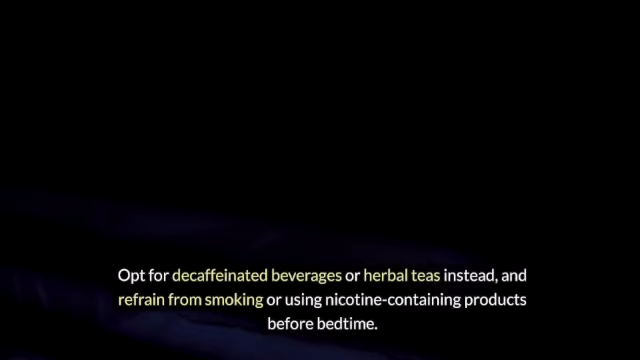 Opt for decaffeinated beverages or herbal teas instead, and
refrain from smoking or using nicotine-containing products
before bedtime.